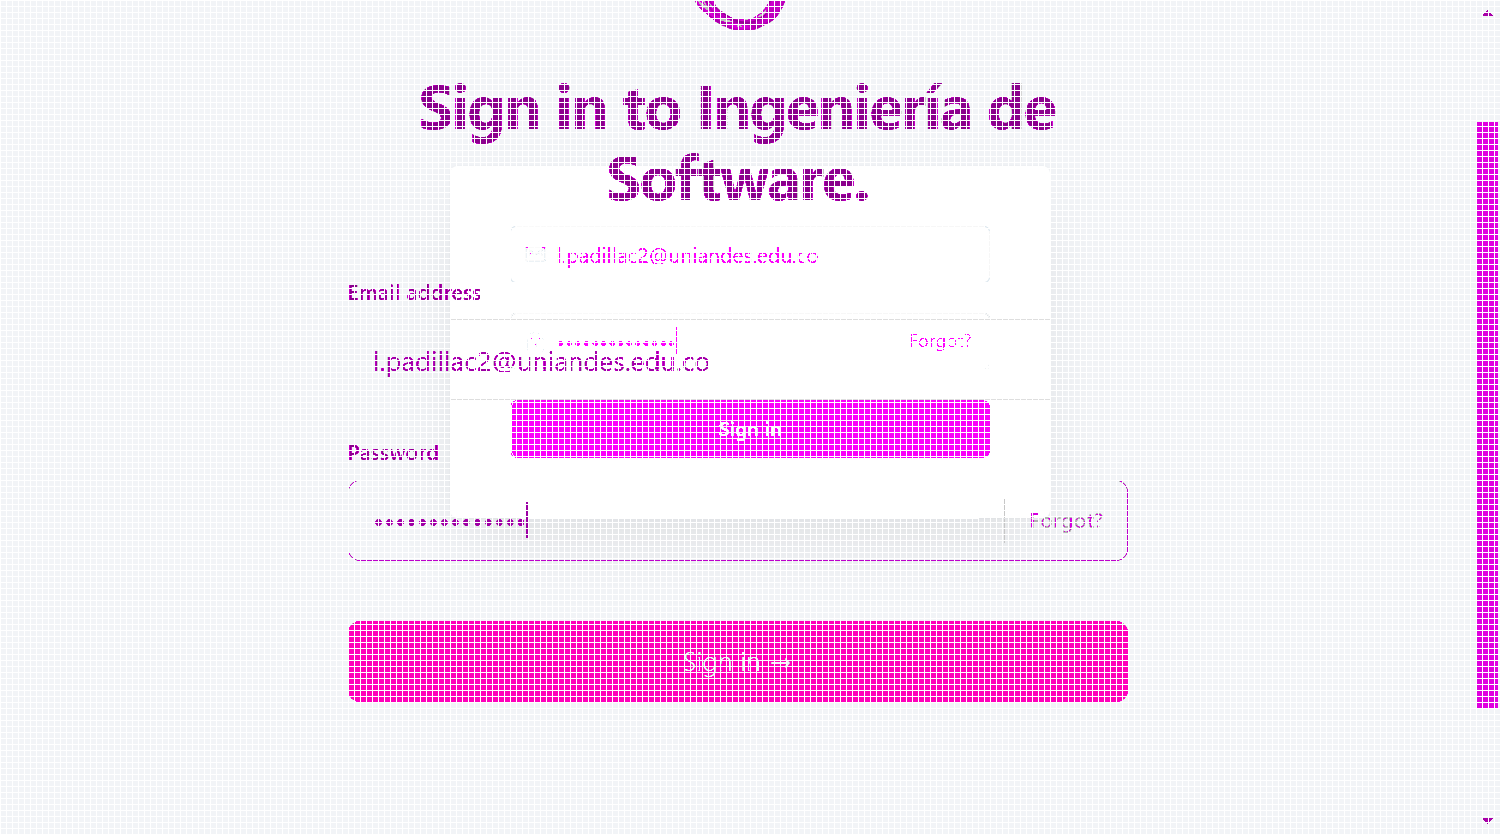 Sign in to Ingeniería de
Software.
l.padillac2@uniandes.edu.co
Email address
Forgot?
l.padillac2@uniandes.edu.co
Sign in
Password
Forgot?
Sign in →